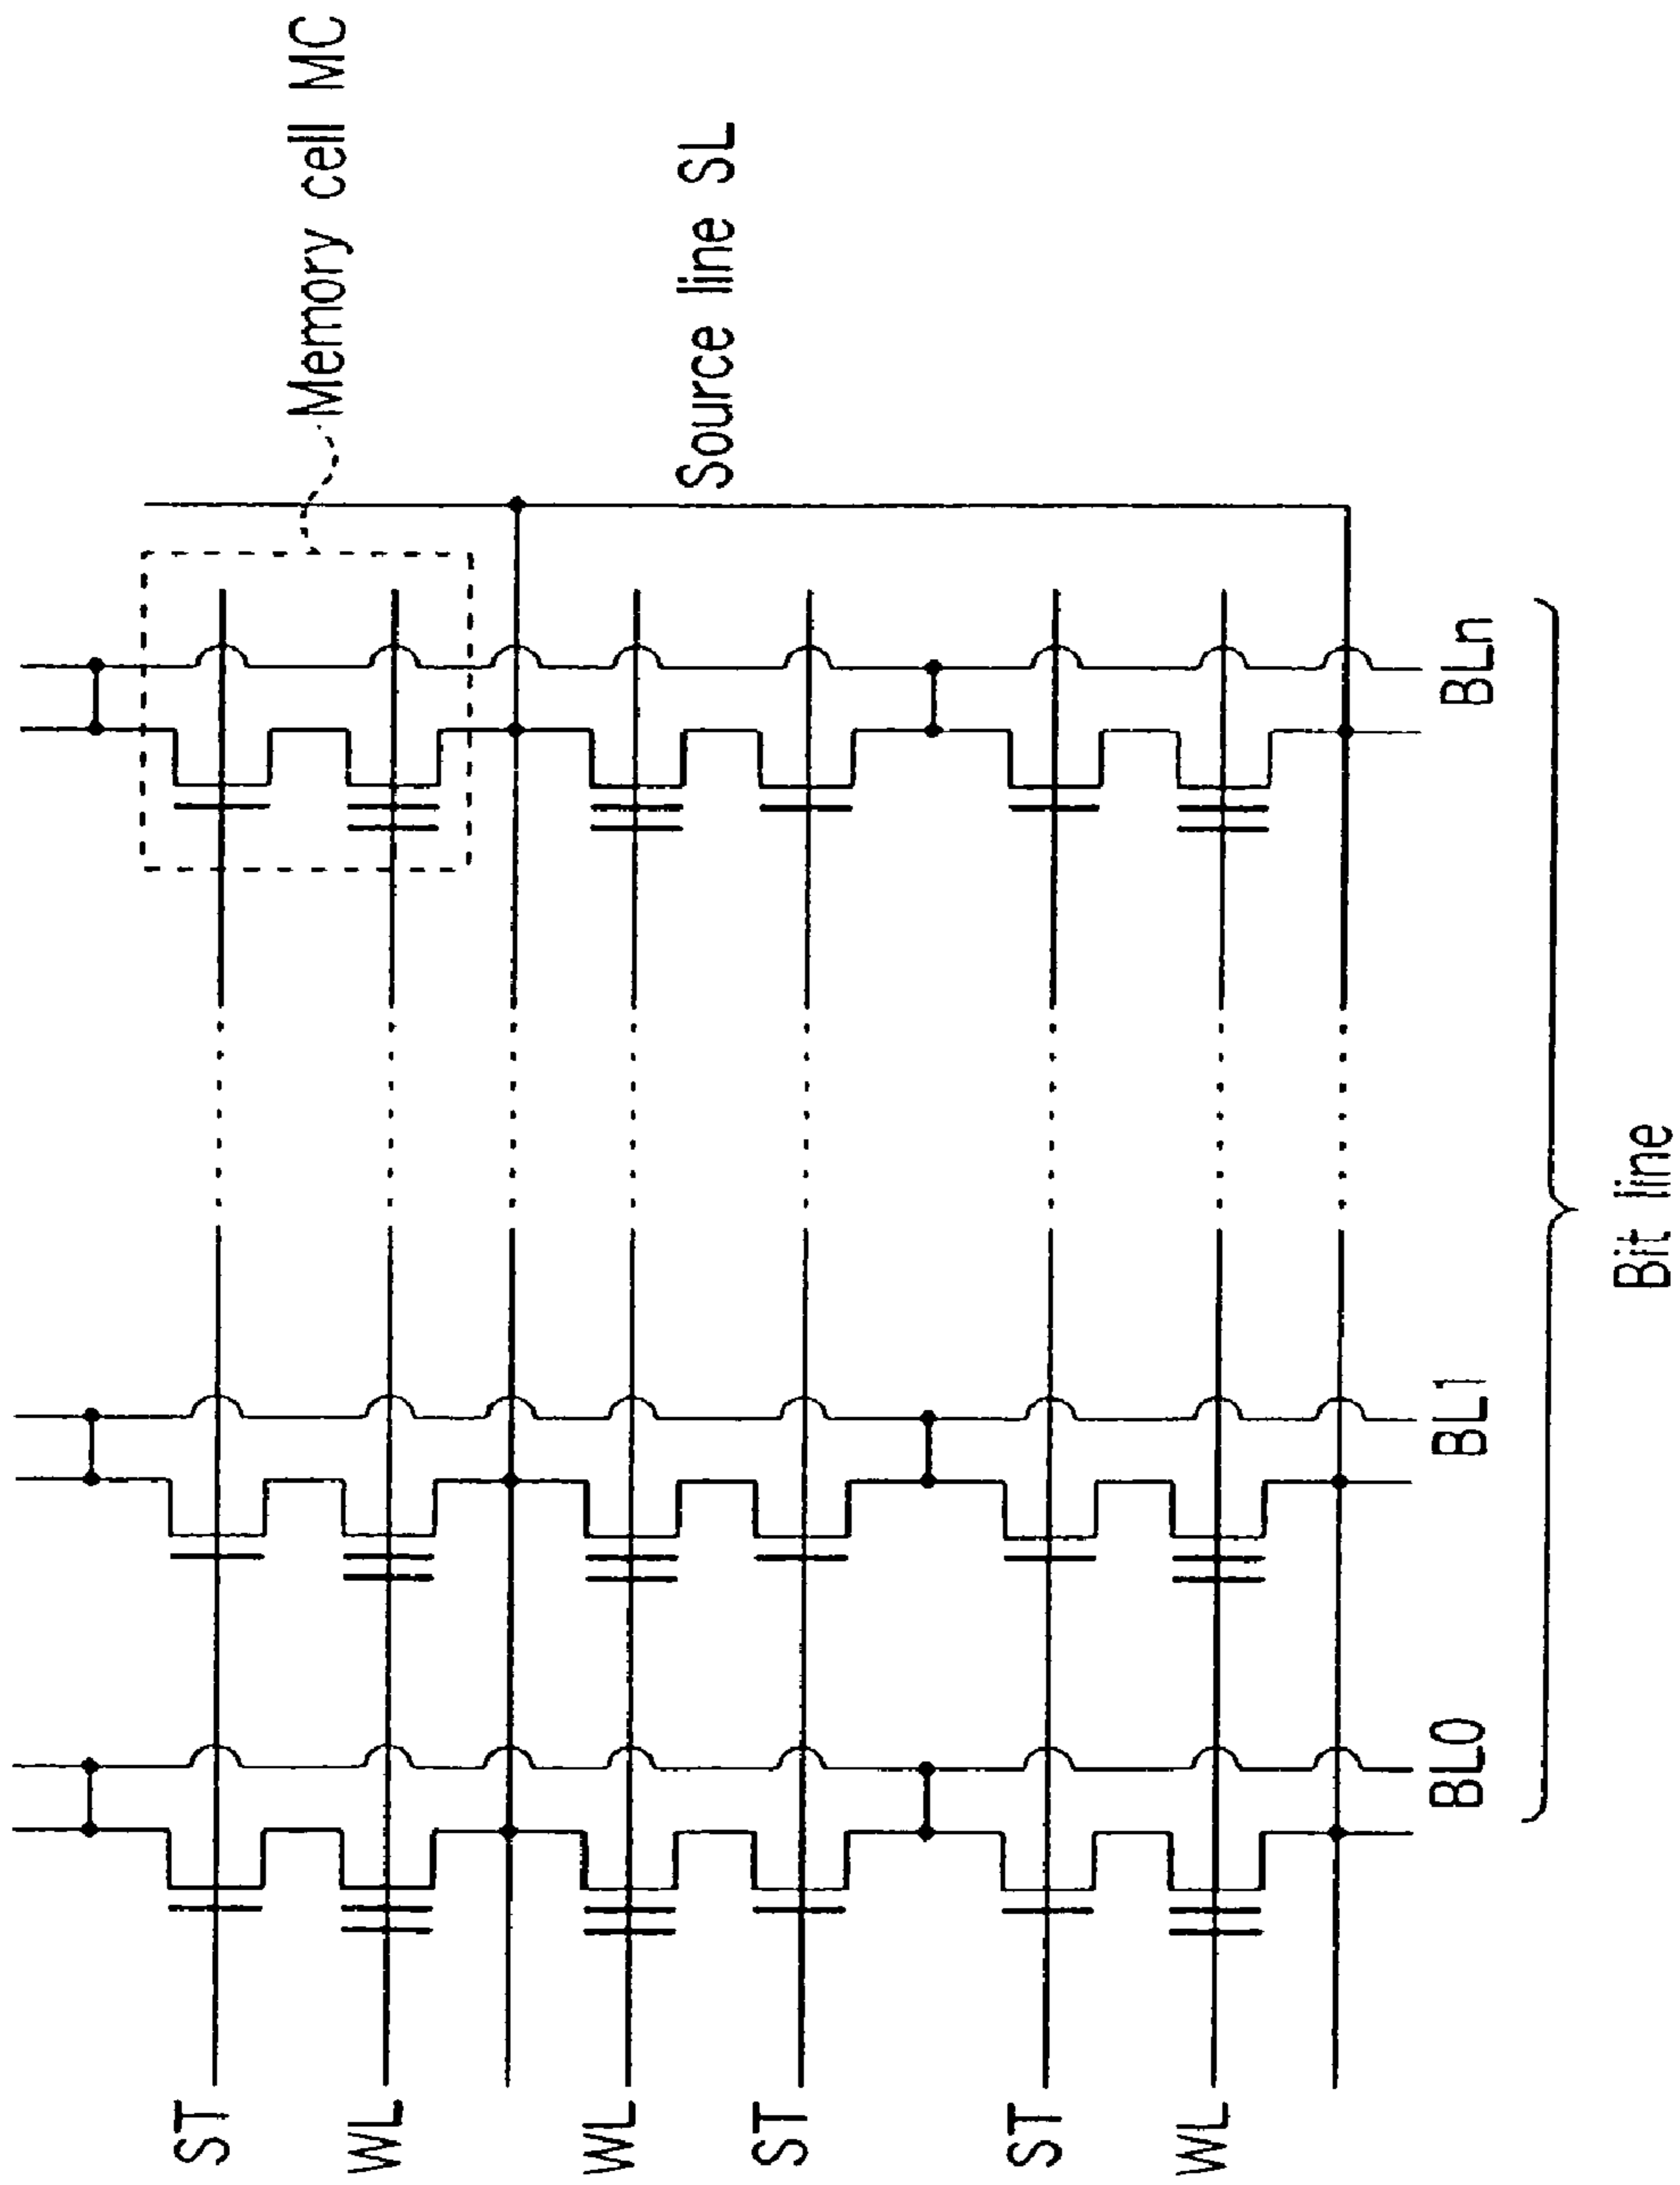 Memory cell MC
Source line SL
ST
WL
WL
ST
ST
WL
BL0
BL1
BLn
Bit line